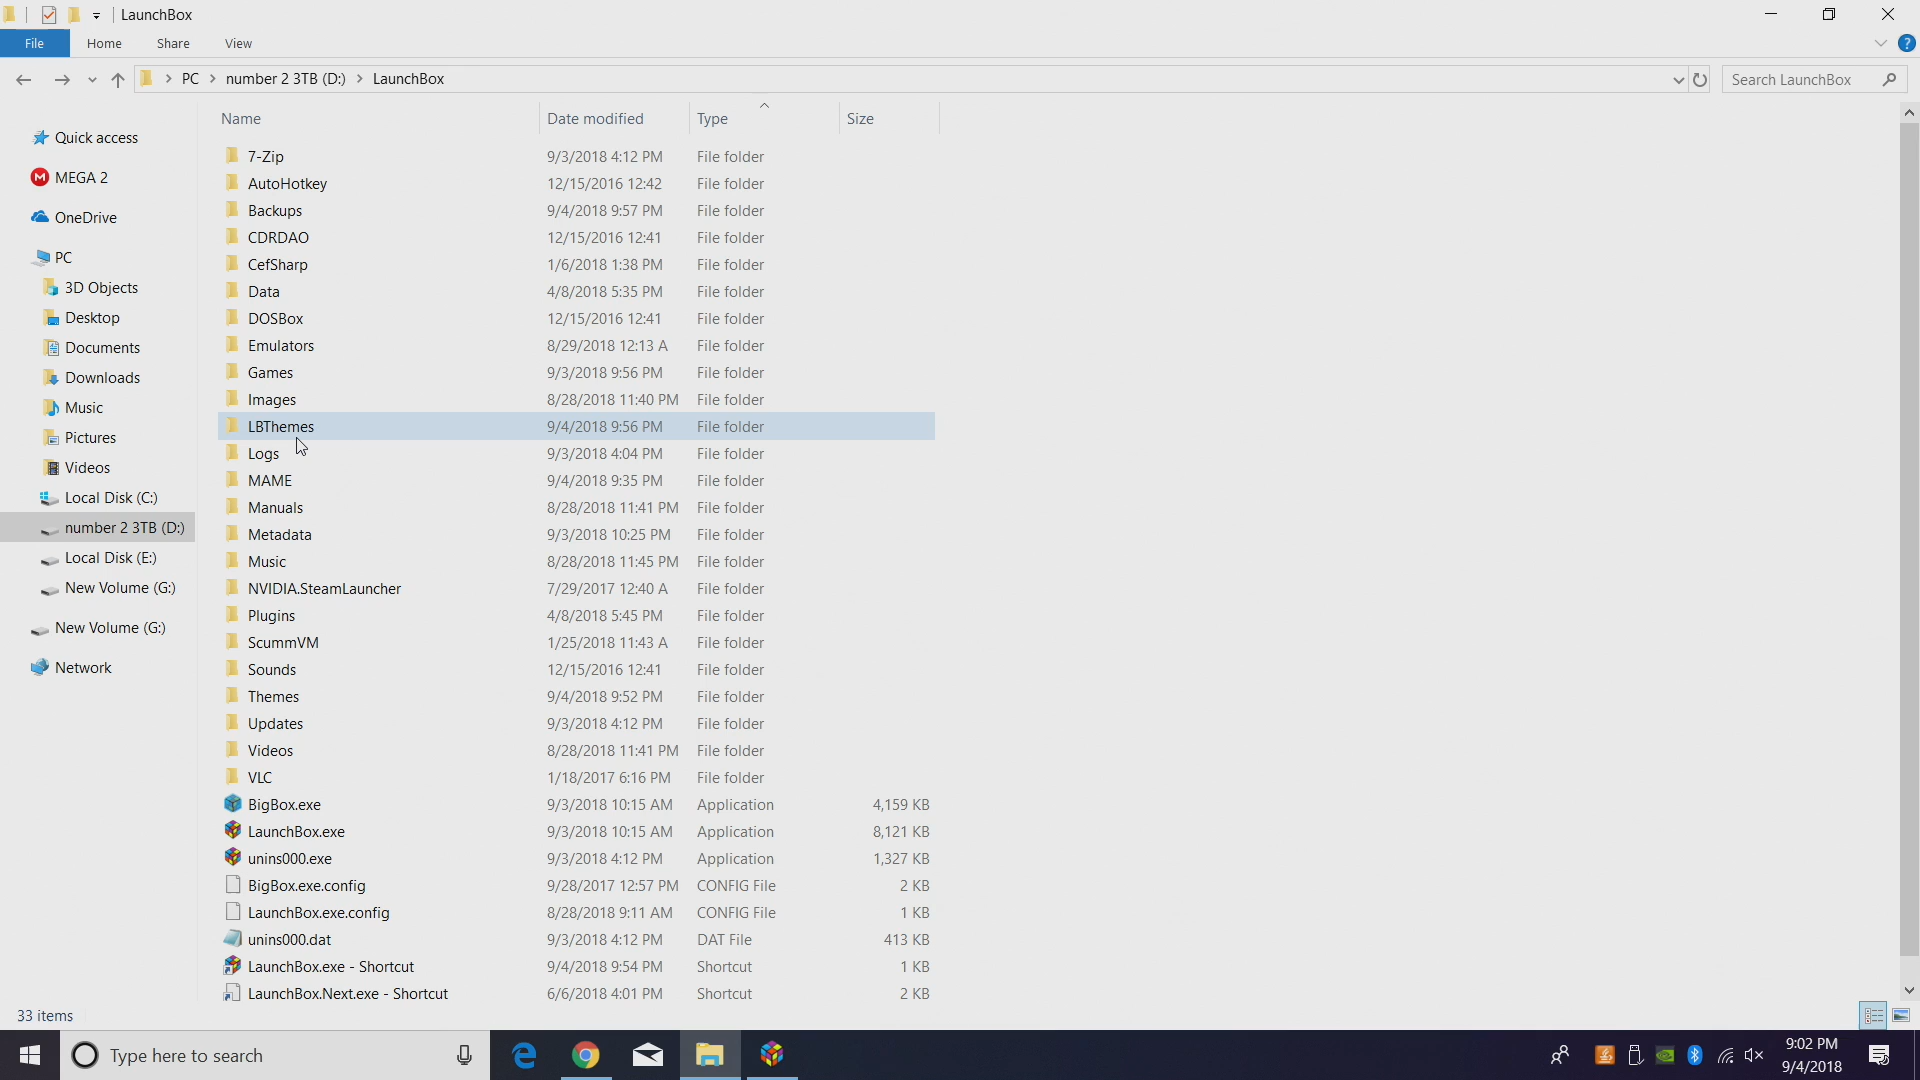 LaunchBox
File Home Share View
PC number 2 3TB (D:) LaunchBox Search LaunchBox
Name Date modified Type Size
Quick access
MEGA 2
OneDrive
PC
3D Objects
Desktop
Documents
Downloads
Music
Pictures
Videos
Local Disk (C:)
number 2 3TB (D:)
Local Disk (E:)
New Volume (G:)
New Volume (G:)
Network
7-Zip 9/3/2018 4:12 PM File folder
AutoHotkey 12/15/2016 12:42 File folder
Backups 9/4/2018 9:57 PM File folder
CDRDAO 12/15/2016 12:41 File folder
CefSharp 1/6/2018 1:38 PM File folder
Data 4/8/2018 5:35 PM File folder
DOSBox 12/15/2016 12:41 File folder
Emulators 8/29/2018 12:13 A File folder
Games 9/3/2018 9:56 PM File folder
Images 8/28/2018 11:40 PM File folder
LBThemes 9/4/2018 9:56 PM File folder
Logs 9/3/2018 4:04 PM File folder
MAME 9/4/2018 9:35 PM File folder
Manuals 8/28/2018 11:41 PM File folder
Metadata 9/3/2018 10:25 PM File folder
Music 8/28/2018 11:45 PM File folder
NVIDIA.SteamLauncher 7/29/2017 12:40 A File folder
Plugins 4/8/2018 5:45 PM File folder
ScummVM 1/25/2018 11:43 A File folder
Sounds 12/15/2016 12:41 File folder
Themes 9/4/2018 9:52 PM File folder
Updates 9/3/2018 4:12 PM File folder
Videos 8/28/2018 11:41 PM File folder
VLC 1/18/2017 6:16 PM File folder
BigBox.exe 9/3/2018 10:15 AM Application 4,159 KB
LaunchBox.exe 9/3/2018 10:15 AM Application 8,121 KB
unins000.exe 9/3/2018 4:12 PM Application 1,327 KB
BigBox.exe.config 9/28/2017 12:57 PM CONFIG File 2 KB
LaunchBox.exe.config 8/28/2018 9:11 AM CONFIG File 1 KB
unins000.dat 9/3/2018 4:12 PM DAT File 413 KB
LaunchBox.exe - Shortcut 9/4/2018 9:54 PM Shortcut 1 KB
LaunchBox.Next.exe - Shortcut 6/6/2018 4:01 PM Shortcut 2 KB
33 items
Type here to search
9:02 PM
9/4/2018